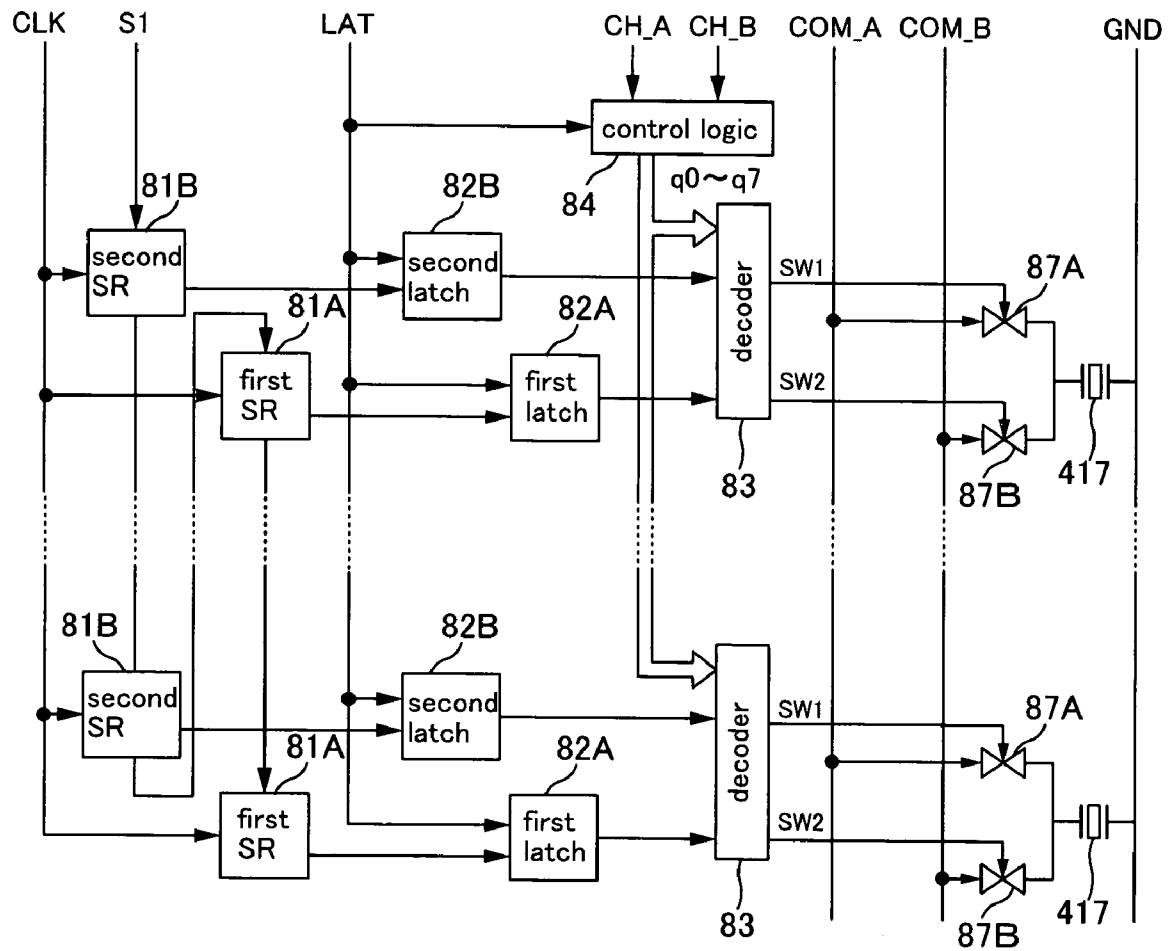 CLK S1 LAT CH_A CH_B COM_A COM_B GND
control logic
84
q0～q7
81B
second
SR
82B
second
latch
decoder
SW1
87A
81A
first
SR
82A
first
latch
SW2
83
87B
417
81B
second
SR
82B
second
latch
decoder
SW1
87A
81A
first
SR
82A
first
latch
SW2
83
87B
417